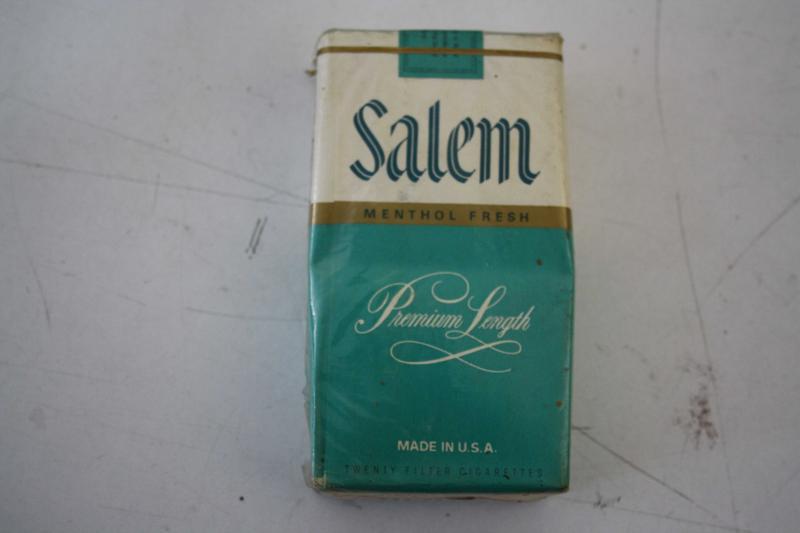 Salem
MENTHOL FRESH
Premium Length
MADE IN U.S.A.
TWENTY FILTER CIGARETTES